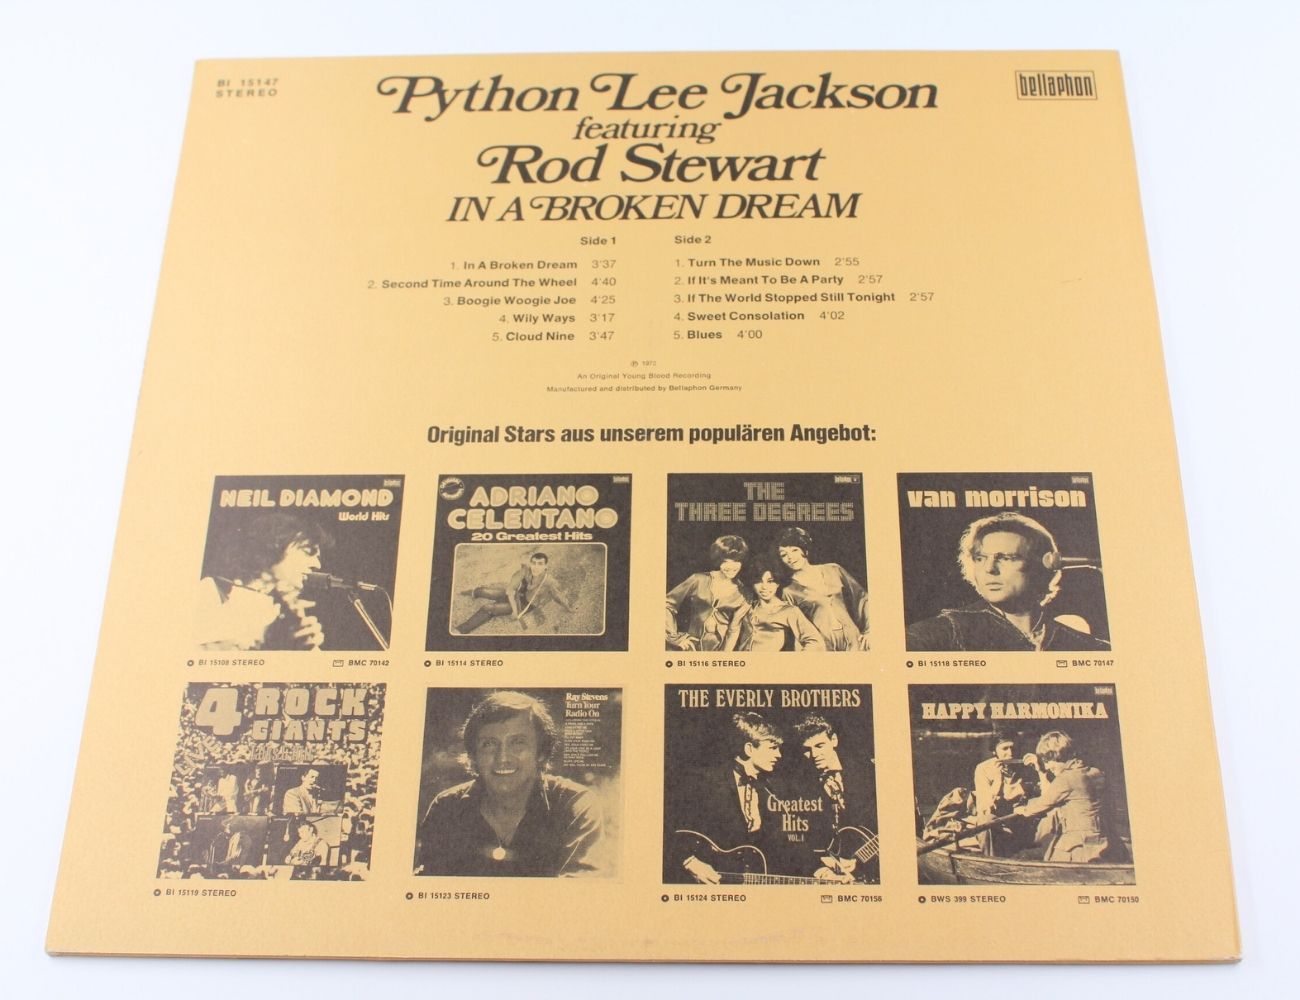 BI 15147
STEREO
bellaphon
Python Lee Jackson
featuring
Rod Stewart
IN A BROKEN DREAM
Side 1
1. In A Broken Dream 3'37
2. Second Time Around The Wheel 4'40
3. Boogie Woogie Joe 4'25
4. Wily Ways 3'17
5. Cloud Nine 3'47
Side 2
1. Turn The Music Down 2'55
2. If It's Meant To Be A Party 2'57
3. If The World Stopped Still Tonight 2'57
4. Sweet Consolation 4'02
5. Blues 4'00
℗ 1972
An Original Young Blood Recording
Manufactured and distributed by Bellaphon Germany
Original Stars aus unserem populären Angebot:
bellaphon
NEIL DIAMOND
World Hits
BI 15108 STEREO BMC 70142
bellaphon
ADRIANO
CELENTANO
20 Greatest Hits
BI 15114 STEREO
bellaphon
THE
THREE DEGREES
BI 15116 STEREO
bellaphon
van morrison
BI 15118 STEREO BMC 70147
4 ROCK
GIANTS
BI 15119 STEREO
Ray Stevens
Turn Your
Radio On
BI 15123 STEREO
THE EVERLY BROTHERS
Greatest
Hits
VOL.1
BI 15124 STEREO BMC 70156
bellaphon
HAPPY HARMONIKA
BWS 399 STEREO BMC 70150